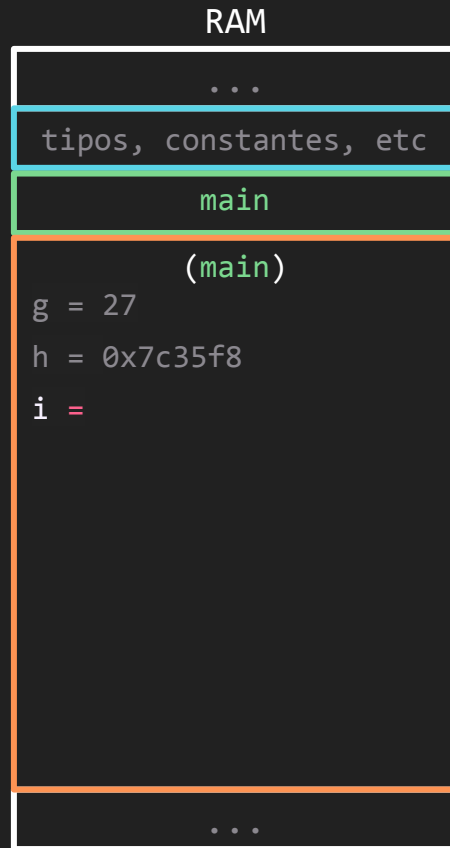 RAM
...
tipos, constantes, etc
main
(main)
g = 27
h = 0x7c35f8
i =
...